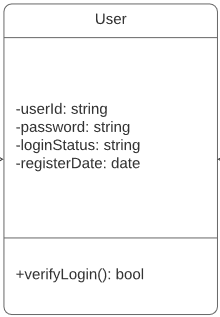 User
-userId: string
-password: string
-loginStatus: string
-registerDate: date
+verifyLogin(): bool